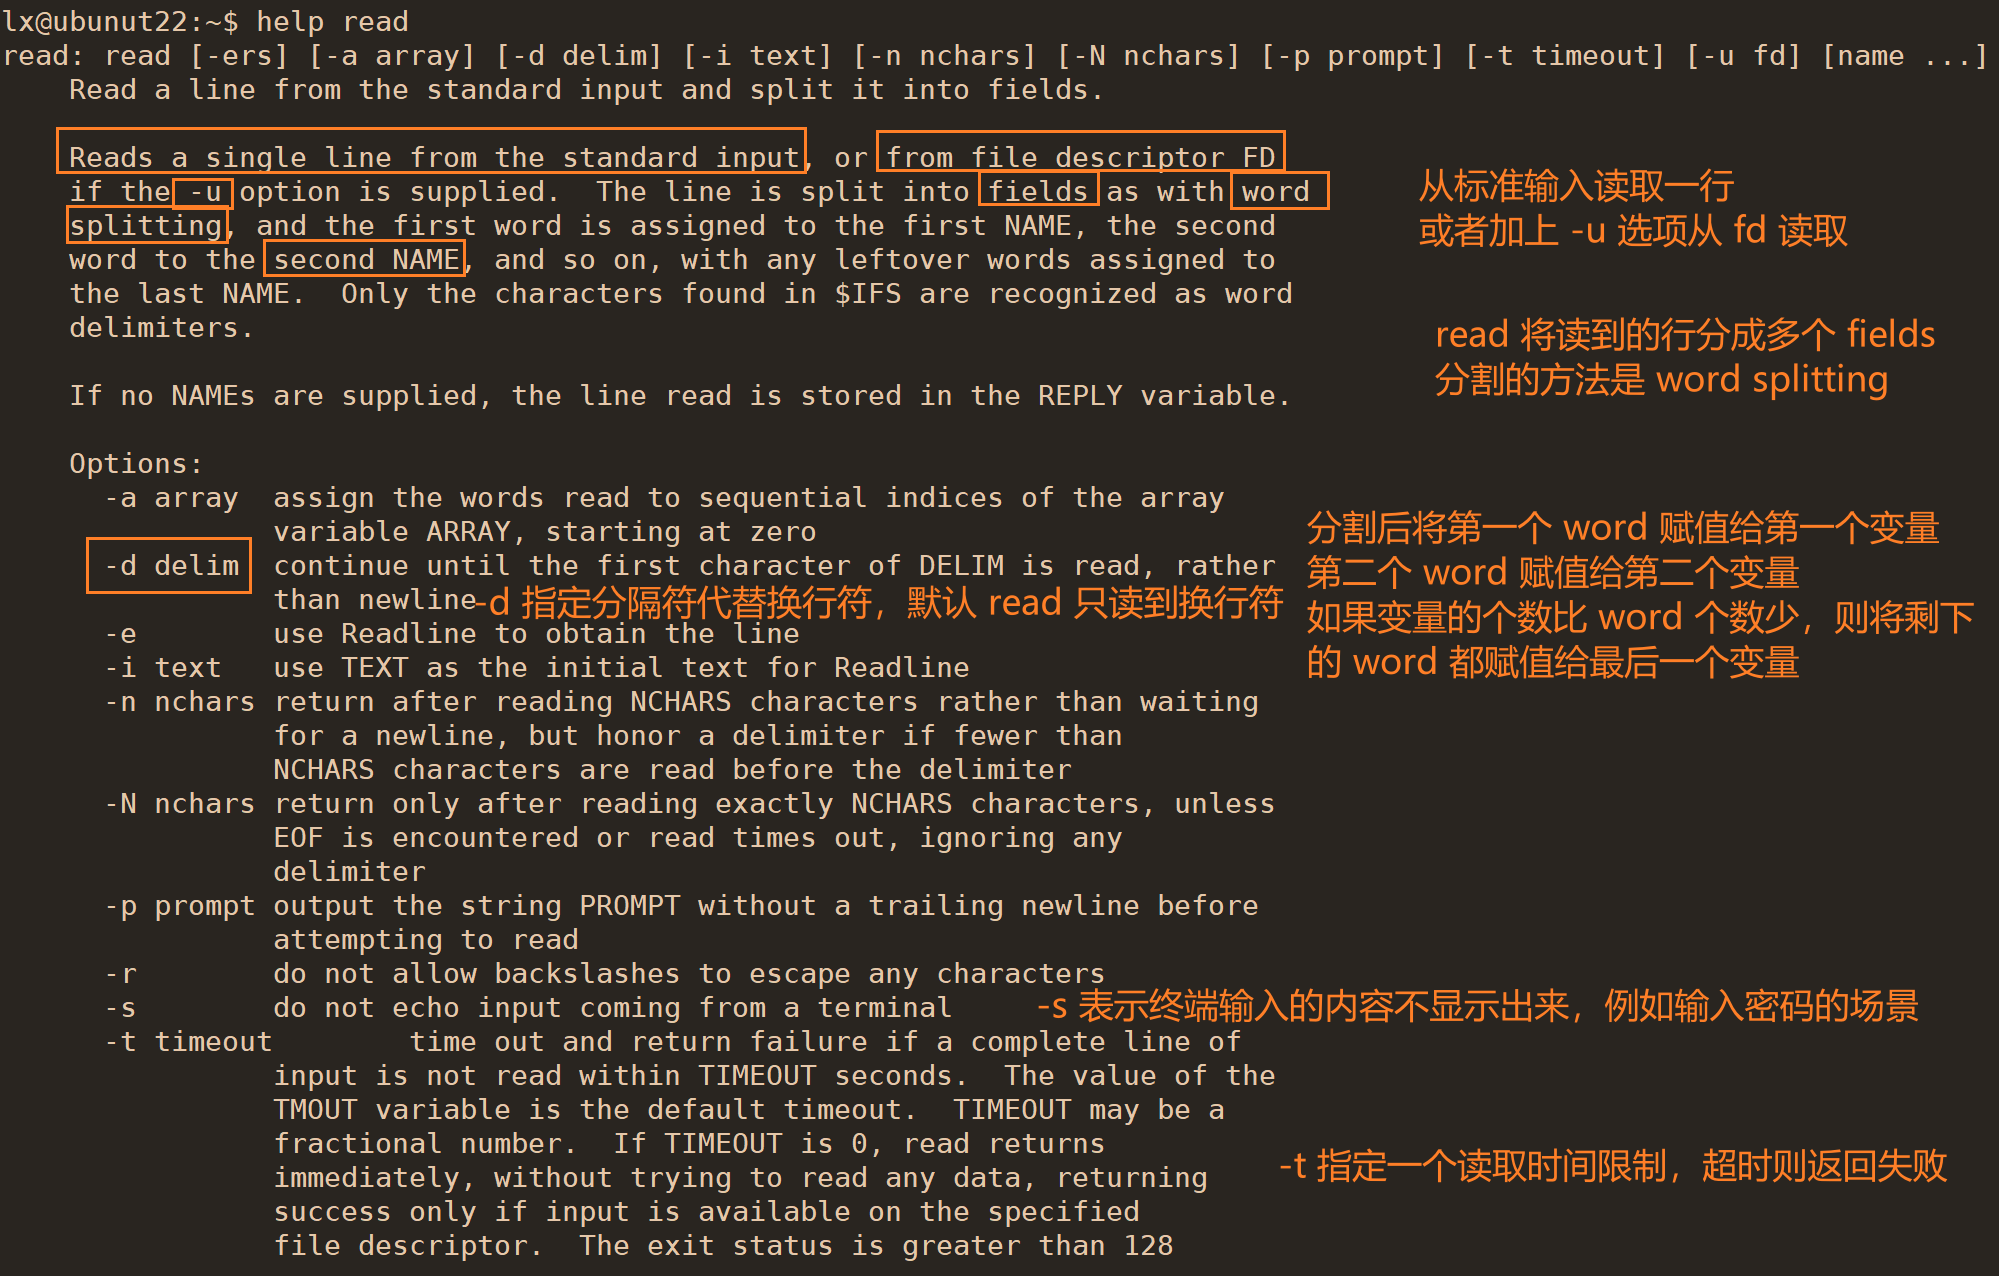 lx@ubunut22:~$ help read
read: read [-ers] [-a array] [-d delim] [-i text] [-n nchars] [-N nchars] [-p prompt] [-t timeout] [-u fd] [name ...]
Read a line from the standard input and split it into fields.
Reads a single line from the standard input, or from file descriptor FD
if the -u option is supplied.  The line is split into fields as with word
splitting, and the first word is assigned to the first NAME, the second
word to the second NAME, and so on, with any leftover words assigned to
the last NAME.  Only the characters found in $IFS are recognized as word
delimiters.
从标准输入读取一行
或者加上 -u 选项从 fd 读取
read 将读到的行分成多个 fields
分割的方法是 word splitting
If no NAMEs are supplied, the line read is stored in the REPLY variable.
Options:
-a array  assign the words read to sequential indices of the array
variable ARRAY, starting at zero
-d delim  continue until the first character of DELIM is read, rather
than newline
-d 指定分隔符代替换行符，默认 read 只读到换行符
分割后将第一个 word 赋值给第一个变量
第二个 word 赋值给第二个变量
如果变量的个数比 word 个数少，则将剩下
的 word 都赋值给最后一个变量
-e        use Readline to obtain the line
-i text   use TEXT as the initial text for Readline
-n nchars return after reading NCHARS characters rather than waiting
for a newline, but honor a delimiter if fewer than
NCHARS characters are read before the delimiter
-N nchars return only after reading exactly NCHARS characters, unless
EOF is encountered or read times out, ignoring any
delimiter
-p prompt output the string PROMPT without a trailing newline before
attempting to read
-r        do not allow backslashes to escape any characters
-s        do not echo input coming from a terminal
-s 表示终端输入的内容不显示出来，例如输入密码的场景
-t timeout        time out and return failure if a complete line of
input is not read within TIMEOUT seconds.  The value of the
TMOUT variable is the default timeout.  TIMEOUT may be a
fractional number.  If TIMEOUT is 0, read returns
immediately, without trying to read any data, returning
success only if input is available on the specified
file descriptor.  The exit status is greater than 128
-t 指定一个读取时间限制，超时则返回失败